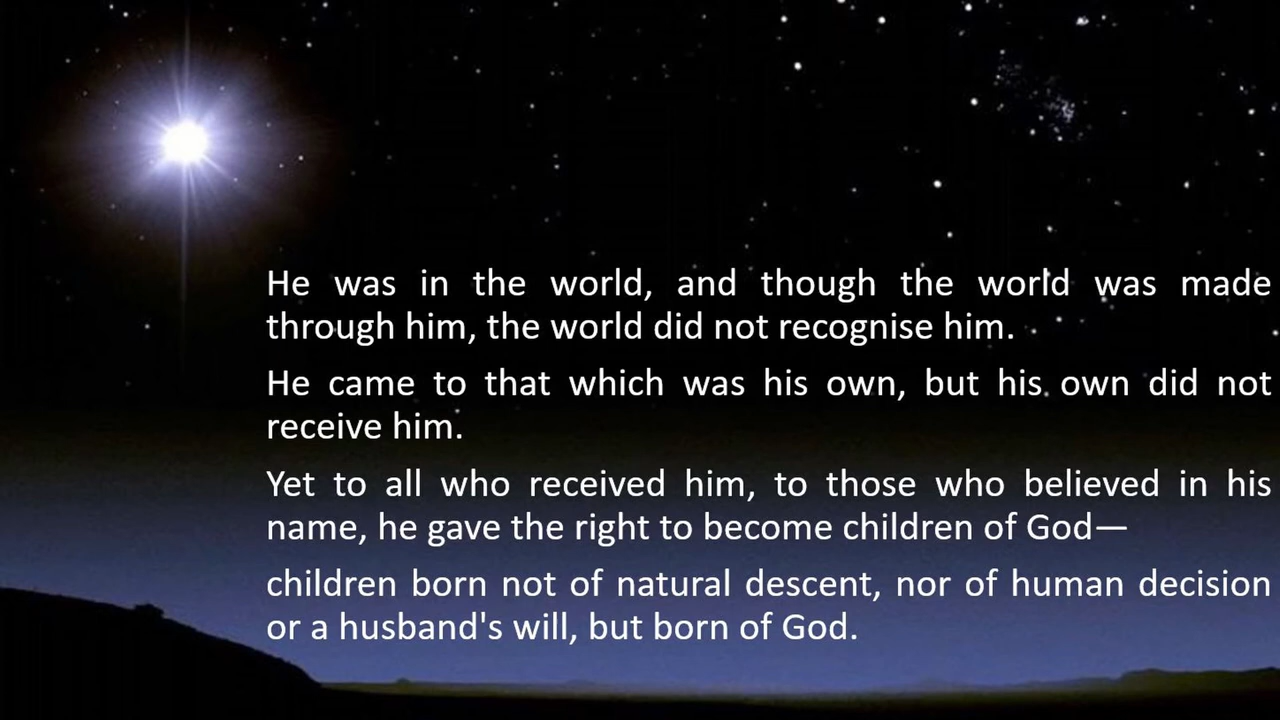 He was in the world, and though the world was made
through him, the world did not recognise him.
He came to that which was his own, but his own did not
receive him.
Yet to all who received him, to those who believed in his
name, he gave the right to become children of God—
children born not of natural descent, nor of human decision
or a husband's will, but born of God.